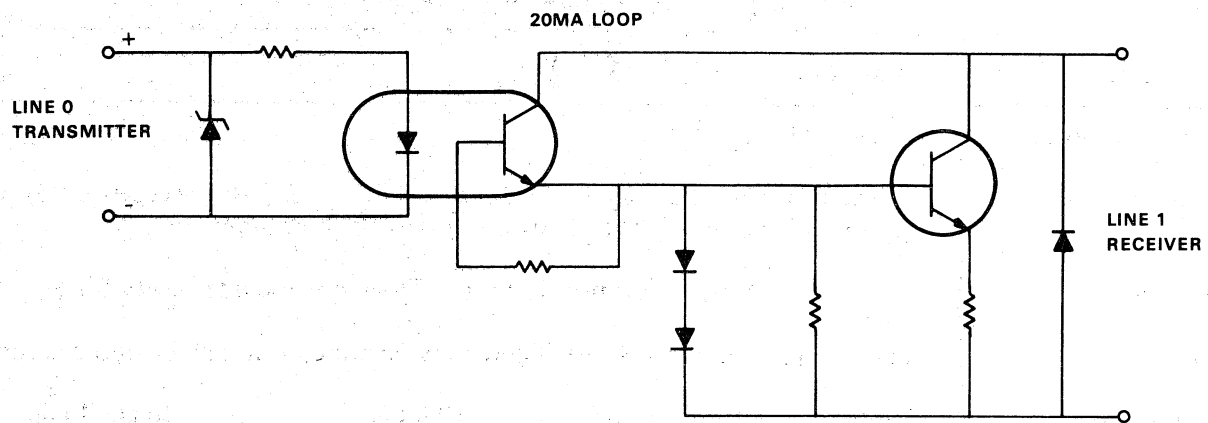 20MA LOOP
+
LINE 0
TRANSMITTER
-
LINE 1
RECEIVER